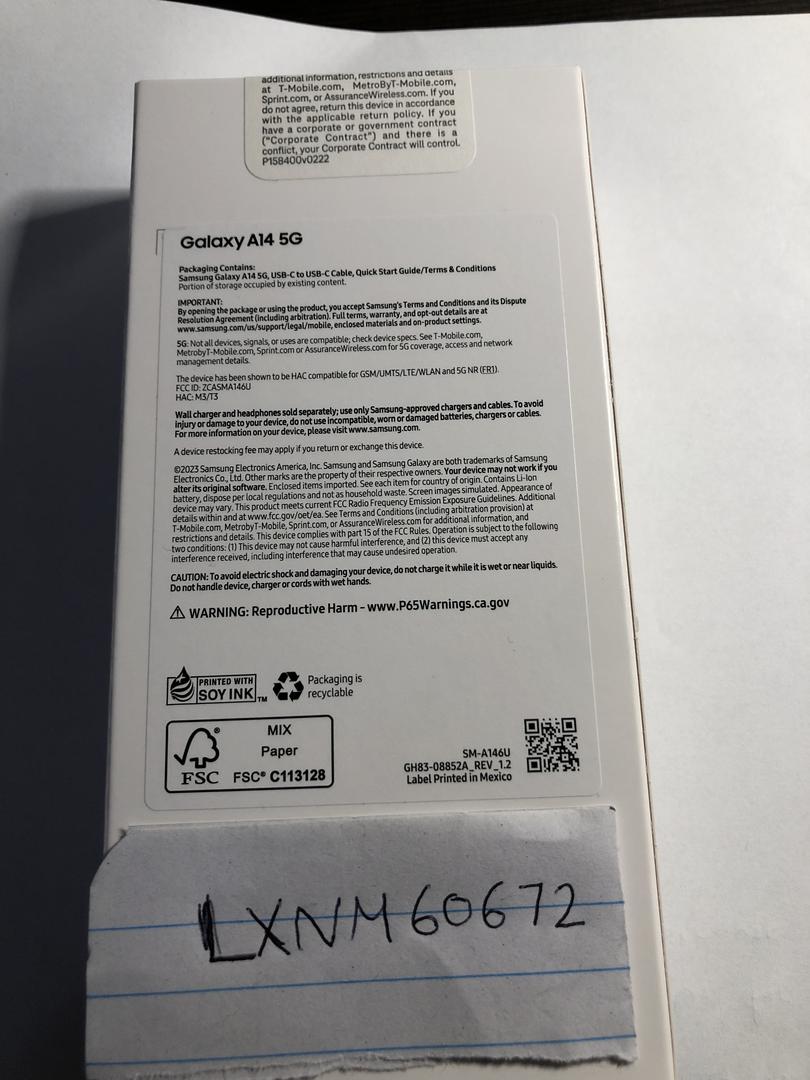 additional information, restrictions and details
at T-Mobile.com, MetroByT-Mobile.com,
Sprint.com, or AssuranceWireless.com. If you
do not agree, return this device in accordance
with the applicable return policy. If you
have a corporate or government contract
("Corporate Contract") and there is a
conflict, your Corporate Contract will control.
P158400v0222
Galaxy A14 5G
Packaging Contains:
Samsung Galaxy A14 5G, USB-C to USB-C Cable, Quick Start Guide/Terms & Conditions
Portion of storage occupied by existing content.
IMPORTANT:
By opening the package or using the product, you accept Samsung's Terms and Conditions and its Dispute
Resolution Agreement (including arbitration). Full terms, warranty, and opt-out details are at
www.samsung.com/us/support/legal/mobile, enclosed materials and on-product settings.
5G: Not all devices, signals, or uses are compatible; check device specs. See T-Mobile.com,
MetrobyT-Mobile.com, Sprint.com or AssuranceWireless.com for 5G coverage, access and network
management details.
The device has been shown to be HAC compatible for GSM/UMTS/LTE/WLAN and 5G NR (FR1).
FCC ID: ZCASMA146U
HAC: M3/T3
Wall charger and headphones sold separately; use only Samsung-approved chargers and cables. To avoid
injury or damage to your device, do not use incompatible, worn or damaged batteries, chargers or cables.
For more information on your device, please visit www.samsung.com.
A device restocking fee may apply if you return or exchange this device.
©2023 Samsung Electronics America, Inc. Samsung and Samsung Galaxy are both trademarks of Samsung
Electronics Co., Ltd. Other marks are the property of their respective owners. Your device may not work if you
alter its original software. Enclosed items imported. See each item for country of origin. Contains Li-Ion
battery, dispose per local regulations and not as household waste. Screen images simulated. Appearance of
device may vary. This product meets current FCC Radio Frequency Emission Exposure Guidelines. Additional
details within and at www.fcc.gov/oet/ea. See Terms and Conditions (including arbitration provision) at
T-Mobile.com, MetrobyT-Mobile, Sprint.com, or AssuranceWireless.com for additional information, and
restrictions and details. This device complies with part 15 of the FCC Rules. Operation is subject to the following
two conditions: (1) This device may not cause harmful interference, and (2) this device must accept any
interference received, including interference that may cause undesired operation.
CAUTION: To avoid electric shock and damaging your device, do not charge it while it is wet or near liquids.
Do not handle device, charger or cords with wet hands.
WARNING: Reproductive Harm - www.P65Warnings.ca.gov
PRINTED WITH
SOY INK™
Packaging is
recyclable
MIX
Paper
FSC® C113128
FSC
SM-A146U
GH83-08852A_REV_1.2
Label Printed in Mexico
LXNM60672